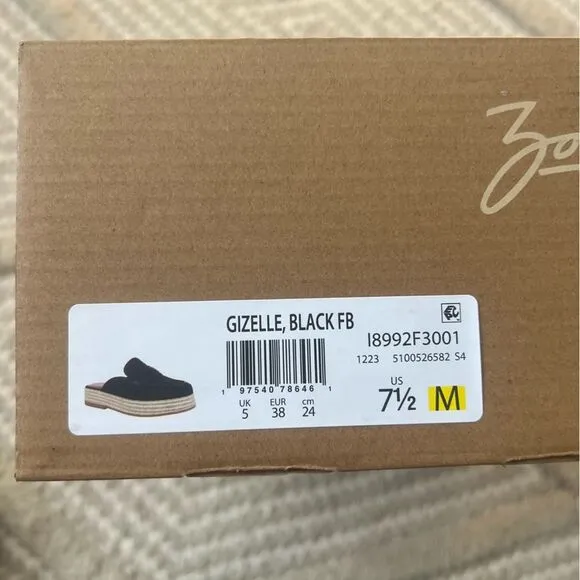 Zo
GIZELLE, BLACK FB
I8992F3001
1223 5100526582 S4
1 97540 78646 1
UK EUR cm
5 38 24
US
7½ M